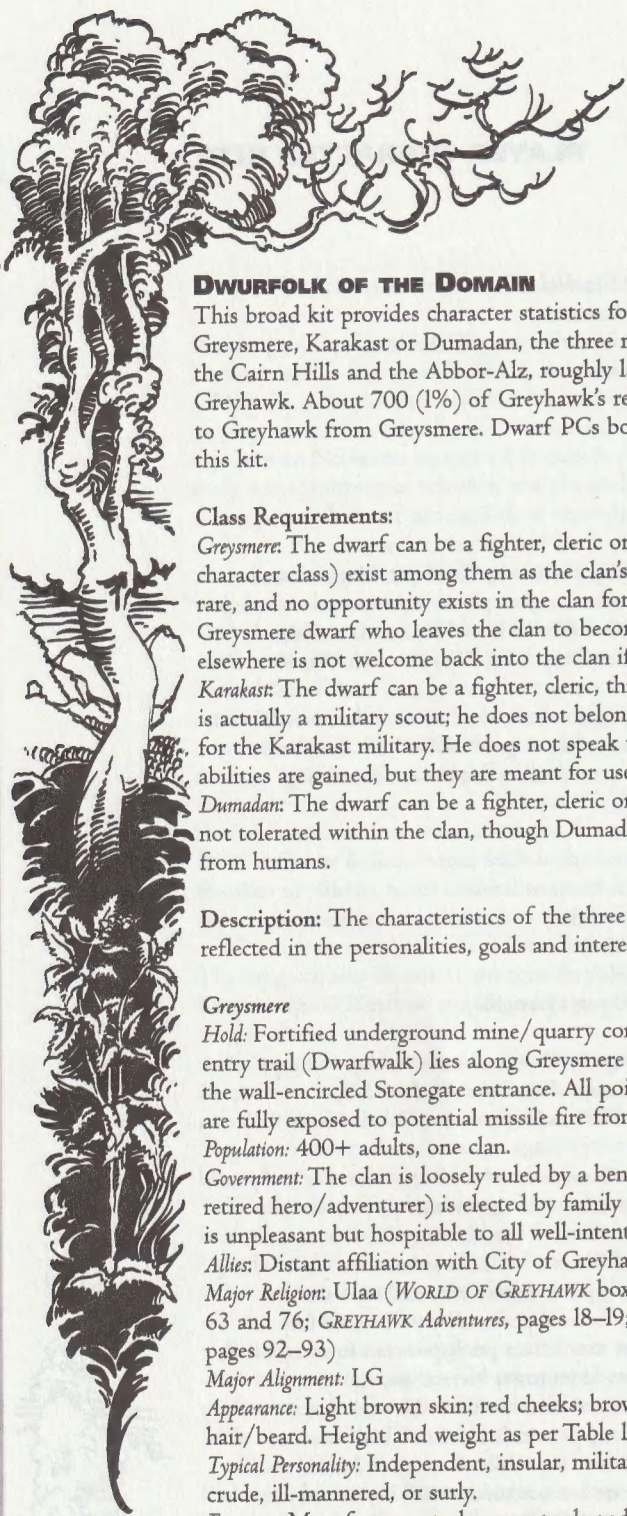 DWURFOLK OF THE DOMAIN
This broad kit provides character statistics fo
Greysmere, Karakast or Dumadan, the three r
the Cairn Hills and the Abbor-Alz, roughly l
Greyhawk. About 700 (1%) of Greyhawk's re
to Greyhawk from Greysmere. Dwarf PCs bo
this kit.
Class Requirements:
Greysmere: The dwarf can be a fighter, cleric or
character class) exist among them as the clan's
rare, and no opportunity exists in the clan for
Greysmere dwarf who leaves the clan to becor
elsewhere is not welcome back into the clan if
Karakast: The dwarf can be a fighter, cleric, thi
is actually a military scout; he does not belon
for the Karakast military. He does not speak
abilities are gained, but they are meant for use
Dumadan: The dwarf can be a fighter, cleric or
not tolerated within the clan, though Dumad
from humans.
Description: The characteristics of the three
reflected in the personalities, goals and intere
Greysmere
Hold: Fortified underground mine/quarry cor
entry trail (Dwarfwalk) lies along Greysmere
the wall-encircled Stonegate entrance. All poi
are fully exposed to potential missile fire from
Population: 400+ adults, one clan.
Government: The clan is loosely ruled by a ben
retired hero/adventurer) is elected by family
is unpleasant but hospitable to all well-intent
Allies: Distant affiliation with City of Greyha
Major Religion: Ulaa (WORLD OF GREYHAWK box
63 and 76; GREYHAWK Adventures, pages 18–19;
pages 92–93)
Major Alignment: LG
Appearance: Light brown skin; red cheeks; brow
hair/beard. Height and weight as per Table l
Typical Personality: Independent, insular, milita
crude, ill-mannered, or surly.